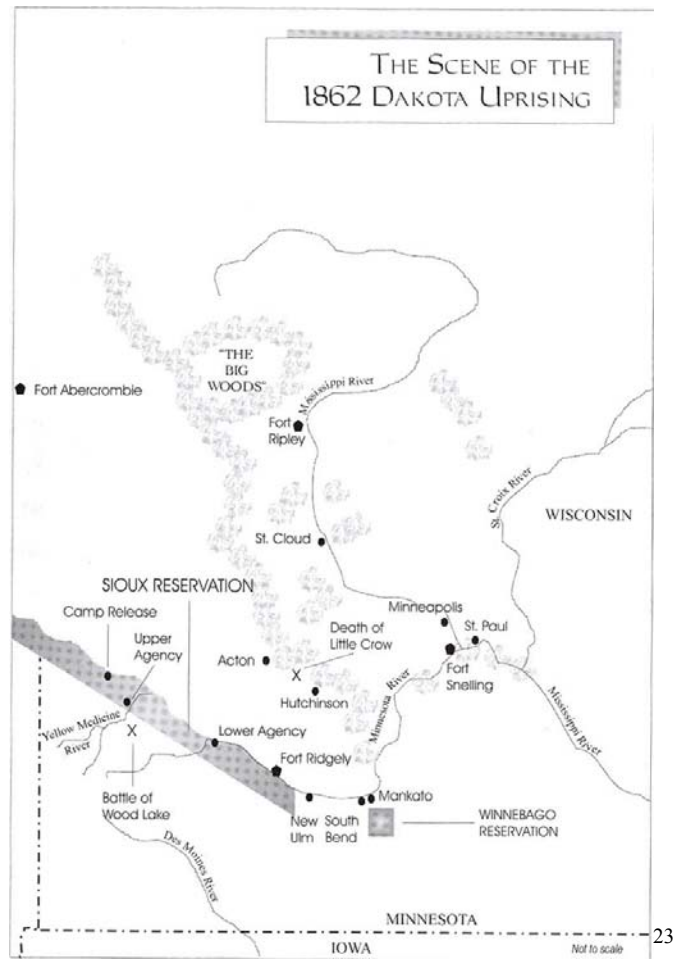 THE SCENE OF THE
1862 DAKOTA UPRISING
"THE
BIG
WOODS"
Fort Abercrombie
Mississippi River
Fort
Ripley
St. Croix River
WISCONSIN
St. Cloud
SIOUX RESERVATION
Camp Release
Upper
Agency
Minneapolis
St. Paul
Death of
Little Crow
Acton
Fort
Snelling
Hutchinson
Minnesota River
Mississippi River
Yellow Medicine
River
Lower Agency
Fort Ridgely
Battle of
Wood Lake
New
Ulm
South
Bend
Mankato
WINNEBAGO
RESERVATION
Des Moines River
MINNESOTA
23
IOWA
Not to scale